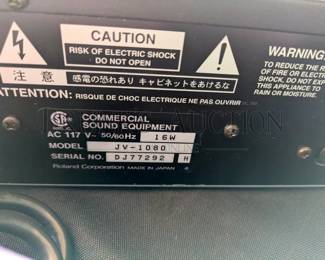 CAUTION
RISK OF ELECTRIC SHOCK
DO NOT OPEN
注 意
感電の恐れあり キャビネットをあけるな
ATTENTION: RISQUE DE CHOC ELECTRIQUE NE PAS OUVRIR
WARNING:
TO REDUCE
OF FIRE OR ELECTRI
DO NOT EXPOSE
THIS APPLIANCE TO
RAIN OR MOISTURE.
COMMERCIAL
SOUND EQUIPMENT
AC 117 V~ 50/60Hz 16W
MODEL JV-1080
SERIAL NO. DJ77292 H
Roland Corporation MADE IN JAPAN